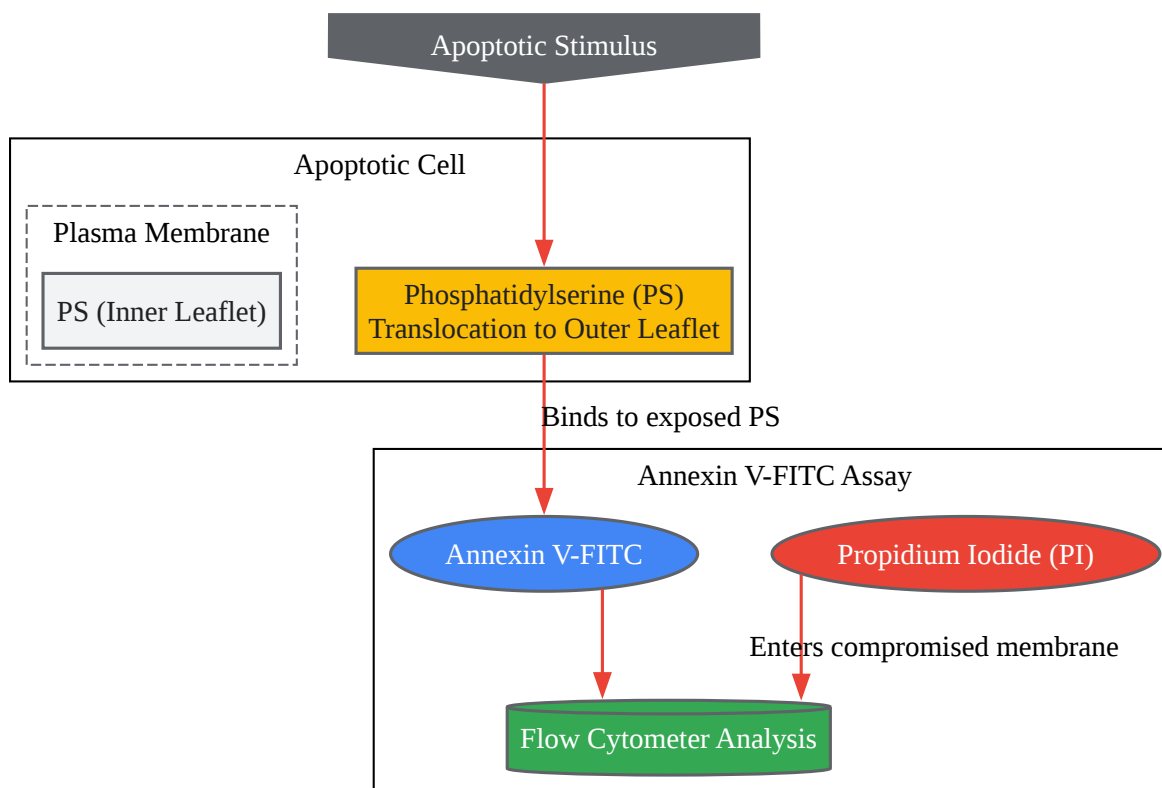 Apoptotic Stimulus
Apoptotic Cell
Plasma Membrane
PS (Inner Leaflet)
Phosphatidylserine (PS)
Translocation to Outer Leaflet
Binds to exposed PS
Annexin V-FITC Assay
Annexin V-FITC
Propidium Iodide (PI)
Enters compromised membrane
Flow Cytometer Analysis